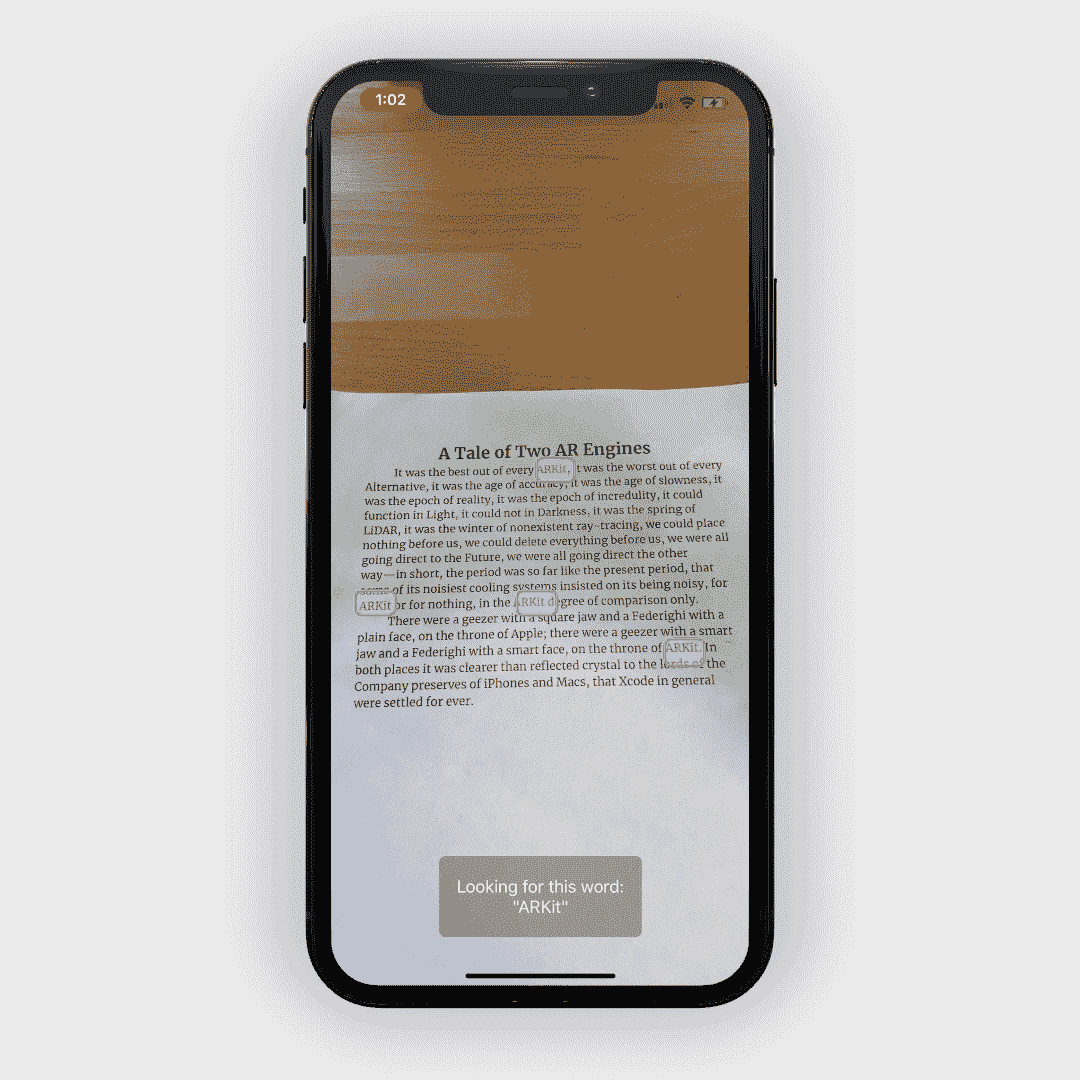 1:02
A Tale of Two AR Engines
It was the best out of every ARKit, it was the worst out of every
Alternative, it was the age of accuracy, it was the age of slowness, it
was the epoch of reality, it was the epoch of incredulity, it could
function in Light, it could not in Darkness, it was the spring of
LiDAR, it was the winter of nonexistent ray-tracing, we could place
nothing before us, we could delete everything before us, we were all
going direct to the Future, we were all going direct the other
way—in short, the period was so far like the present period, that
some of its noisiest cooling systems insisted on its being noisy, for
ARKit or for nothing, in the ARKit degree of comparison only.
There were a geezer with a square jaw and a Federighi with a
plain face, on the throne of Apple; there were a geezer with a smart
jaw and a Federighi with a smart face, on the throne of ARKit. In
both places it was clearer than reflected crystal to the lords of the
Company preserves of iPhones and Macs, that Xcode in general
were settled for ever.
Looking for this word:
"ARKit"